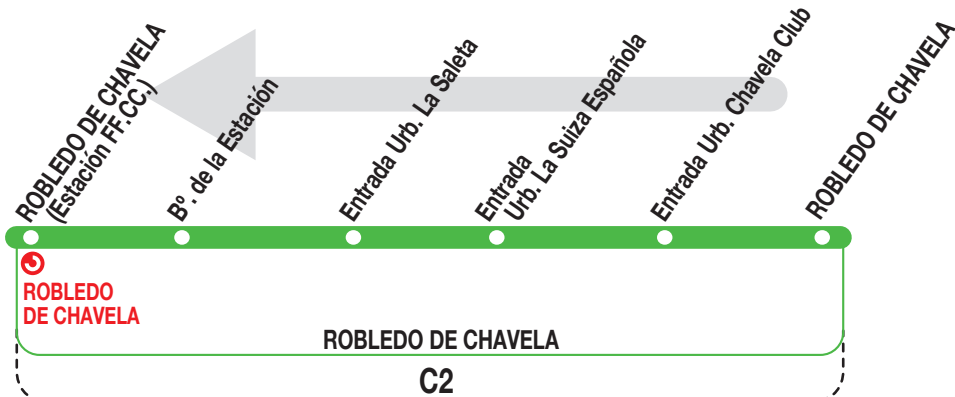 ROBLEDO DE CHAVELA
(Estación FF.CC.)
Bº. de la Estación
Entrada Urb. La Saleta
Entrada
Urb. La Suiza Española
Entrada Urb. Chavela Club
ROBLEDO DE CHAVELA
ROBLEDO
DE CHAVELA
ROBLEDO DE CHAVELA
C2